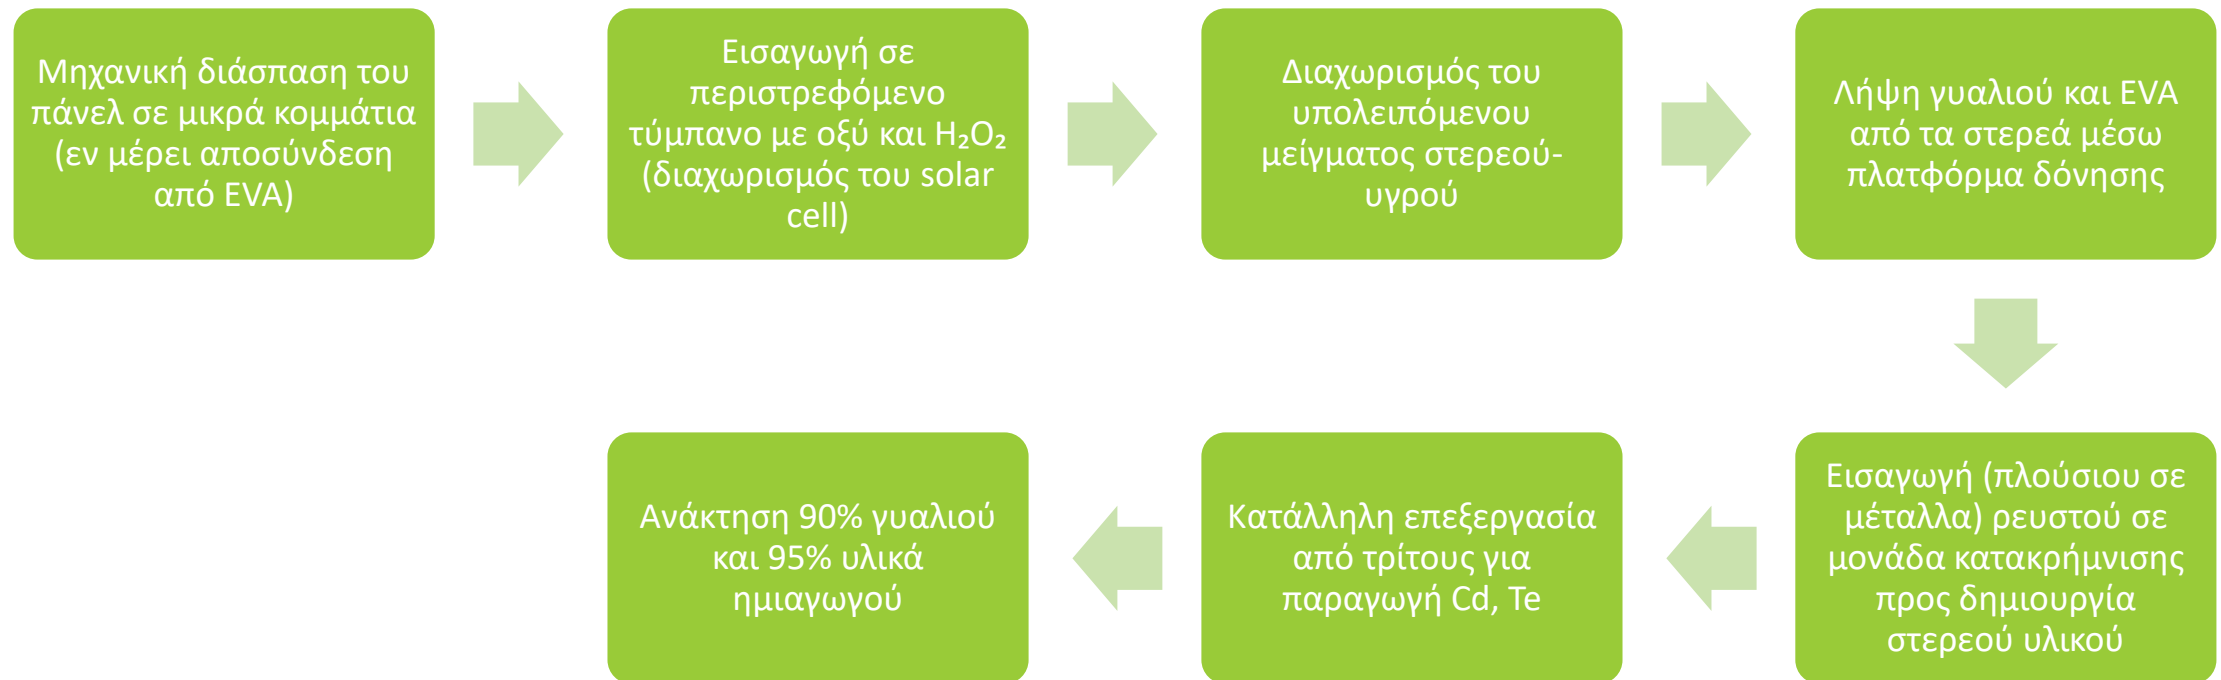 Μηχανική διάσπαση του
πάνελ σε μικρά κομμάτια
(εν μέρει αποσύνδεση
από EVA)
Εισαγωγή σε
περιστρεφόμενο
τύμπανο με οξύ και H₂O₂
(διαχωρισμός του solar
cell)
Διαχωρισμός του
υπολειπόμενου
μείγματος στερεού-
υγρού
Λήψη γυαλιού και EVA
από τα στερεά μέσω
πλατφόρμα δόνησης
Εισαγωγή (πλούσιου σε
μέταλλα) ρευστού σε
μονάδα κατακρήμνισης
προς δημιουργία
στερεού υλικού
Κατάλληλη επεξεργασία
από τρίτους για
παραγωγή Cd, Te
Ανάκτηση 90% γυαλιού
και 95% υλικά
ημιαγωγού